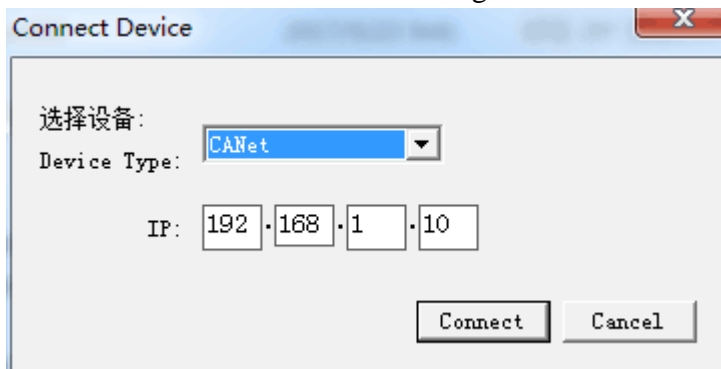 Connect Device
选择设备:
Device Type: CANet
IP: 192.168.1.10
Connect Cancel